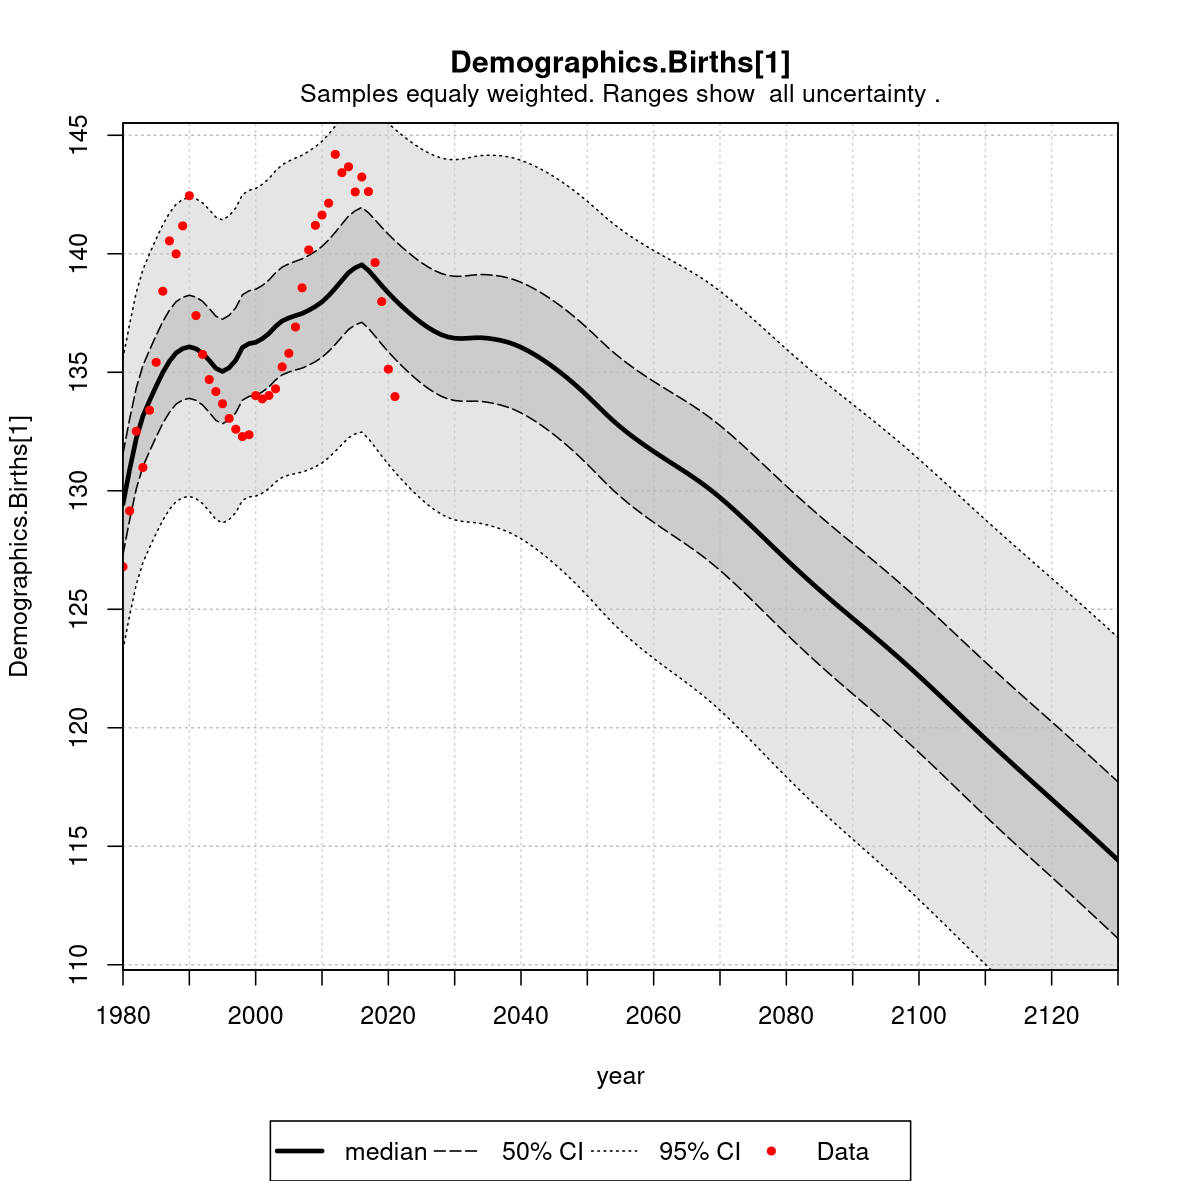 Demographics.Births[1]
Samples equaly weighted. Ranges show  all uncertainty .
Demographics.Births[1]
145
140
135
130
125
120
115
110
1980 2000 2020 2040 2060 2080 2100 2120
year
median 50% CI 95% CI Data